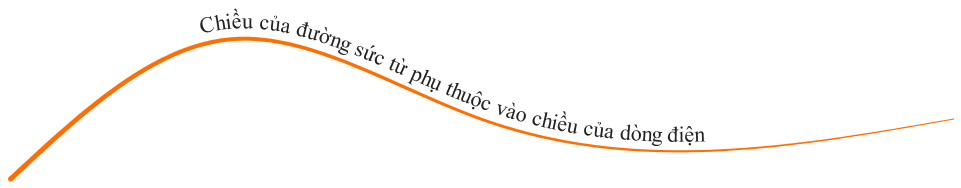 Chiều của đường sức từ phụ thuộc vào chiều của dòng điện